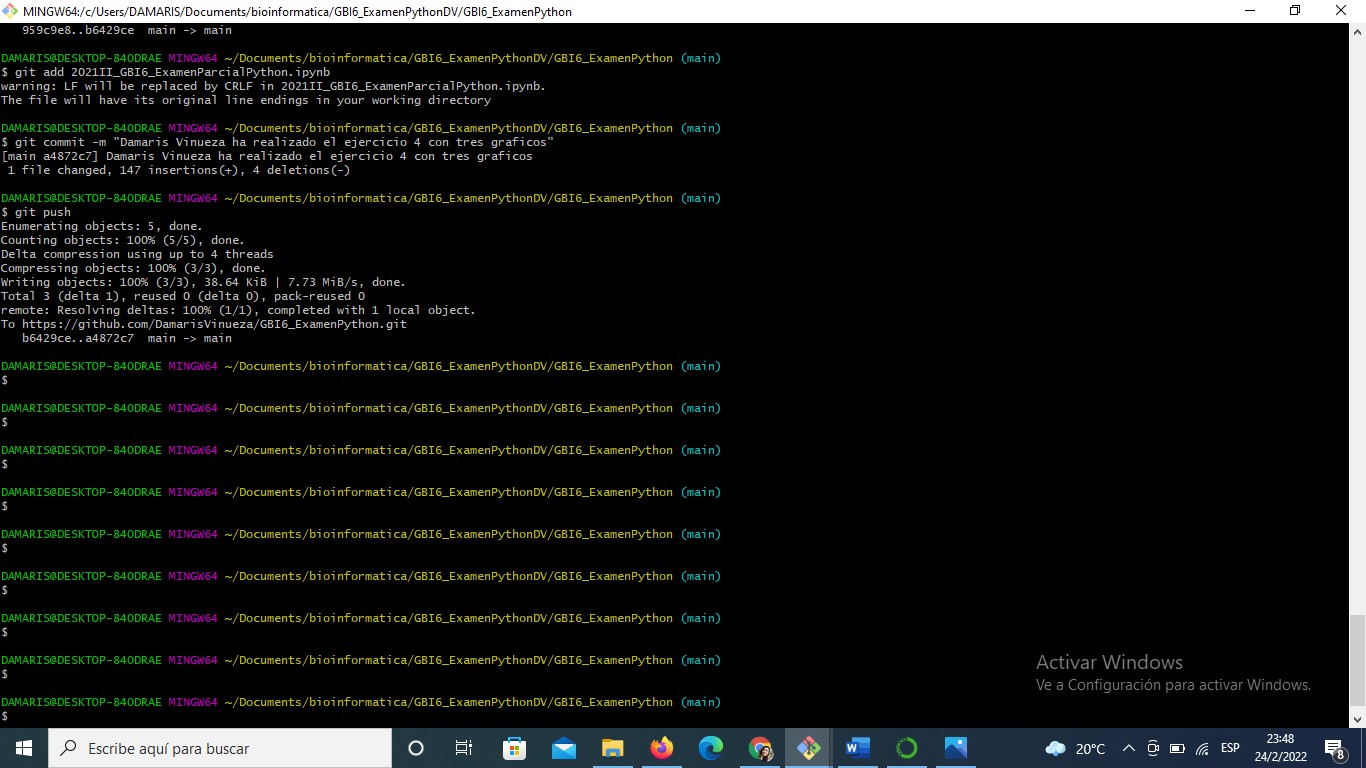 MINGW64:/c/Users/DAMARIS/Documents/bioinformatica/GBI6_ExamenPythonDV/GBI6_ExamenPython
959c9e8..b6429ce  main -> main
DAMARIS@DESKTOP-84ODRAE MINGW64 ~/Documents/bioinformatica/GBI6_ExamenPythonDV/GBI6_ExamenPython (main)
$ git add 2021II_GBI6_ExamenParcialPython.ipynb
warning: LF will be replaced by CRLF in 2021II_GBI6_ExamenParcialPython.ipynb.
The file will have its original line endings in your working directory
DAMARIS@DESKTOP-84ODRAE MINGW64 ~/Documents/bioinformatica/GBI6_ExamenPythonDV/GBI6_ExamenPython (main)
$ git commit -m "Damaris Vinueza ha realizado el ejercicio 4 con tres graficos"
[main a4872c7] Damaris Vinueza ha realizado el ejercicio 4 con tres graficos
1 file changed, 147 insertions(+), 4 deletions(-)
DAMARIS@DESKTOP-84ODRAE MINGW64 ~/Documents/bioinformatica/GBI6_ExamenPythonDV/GBI6_ExamenPython (main)
$ git push
Enumerating objects: 5, done.
Counting objects: 100% (5/5), done.
Delta compression using up to 4 threads
Compressing objects: 100% (3/3), done.
Writing objects: 100% (3/3), 38.64 KiB | 7.73 MiB/s, done.
Total 3 (delta 1), reused 0 (delta 0), pack-reused 0
remote: Resolving deltas: 100% (1/1), completed with 1 local object.
To https://github.com/DamarisVinueza/GBI6_ExamenPython.git
b6429ce..a4872c7  main -> main
DAMARIS@DESKTOP-84ODRAE MINGW64 ~/Documents/bioinformatica/GBI6_ExamenPythonDV/GBI6_ExamenPython (main)
$
DAMARIS@DESKTOP-84ODRAE MINGW64 ~/Documents/bioinformatica/GBI6_ExamenPythonDV/GBI6_ExamenPython (main)
$
DAMARIS@DESKTOP-84ODRAE MINGW64 ~/Documents/bioinformatica/GBI6_ExamenPythonDV/GBI6_ExamenPython (main)
$
DAMARIS@DESKTOP-84ODRAE MINGW64 ~/Documents/bioinformatica/GBI6_ExamenPythonDV/GBI6_ExamenPython (main)
$
DAMARIS@DESKTOP-84ODRAE MINGW64 ~/Documents/bioinformatica/GBI6_ExamenPythonDV/GBI6_ExamenPython (main)
$
DAMARIS@DESKTOP-84ODRAE MINGW64 ~/Documents/bioinformatica/GBI6_ExamenPythonDV/GBI6_ExamenPython (main)
$
DAMARIS@DESKTOP-84ODRAE MINGW64 ~/Documents/bioinformatica/GBI6_ExamenPythonDV/GBI6_ExamenPython (main)
$
DAMARIS@DESKTOP-84ODRAE MINGW64 ~/Documents/bioinformatica/GBI6_ExamenPythonDV/GBI6_ExamenPython (main)
$
DAMARIS@DESKTOP-84ODRAE MINGW64 ~/Documents/bioinformatica/GBI6_ExamenPythonDV/GBI6_ExamenPython (main)
$
Activar Windows
Ve a Configuración para activar Windows.
Escribe aquí para buscar
W
20°C
ESP
23:48
24/2/2022
8